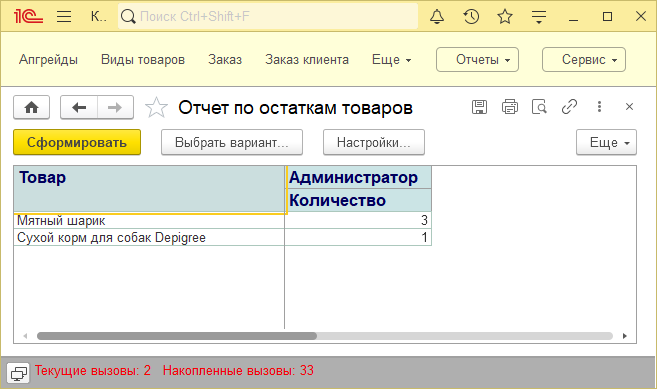 1С К.. Поиск Ctrl+Shift+F
Апгрейды Виды товаров Заказ Заказ клиента Еще Отчеты Сервис
Отчет по остаткам товаров
Сформировать Выбрать вариант... Настройки... Еще
Товар Администратор
Количество
Мятный шарик 3
Сухой корм для собак Depigree 1
Текущие вызовы: 2 Накопленные вызовы: 33